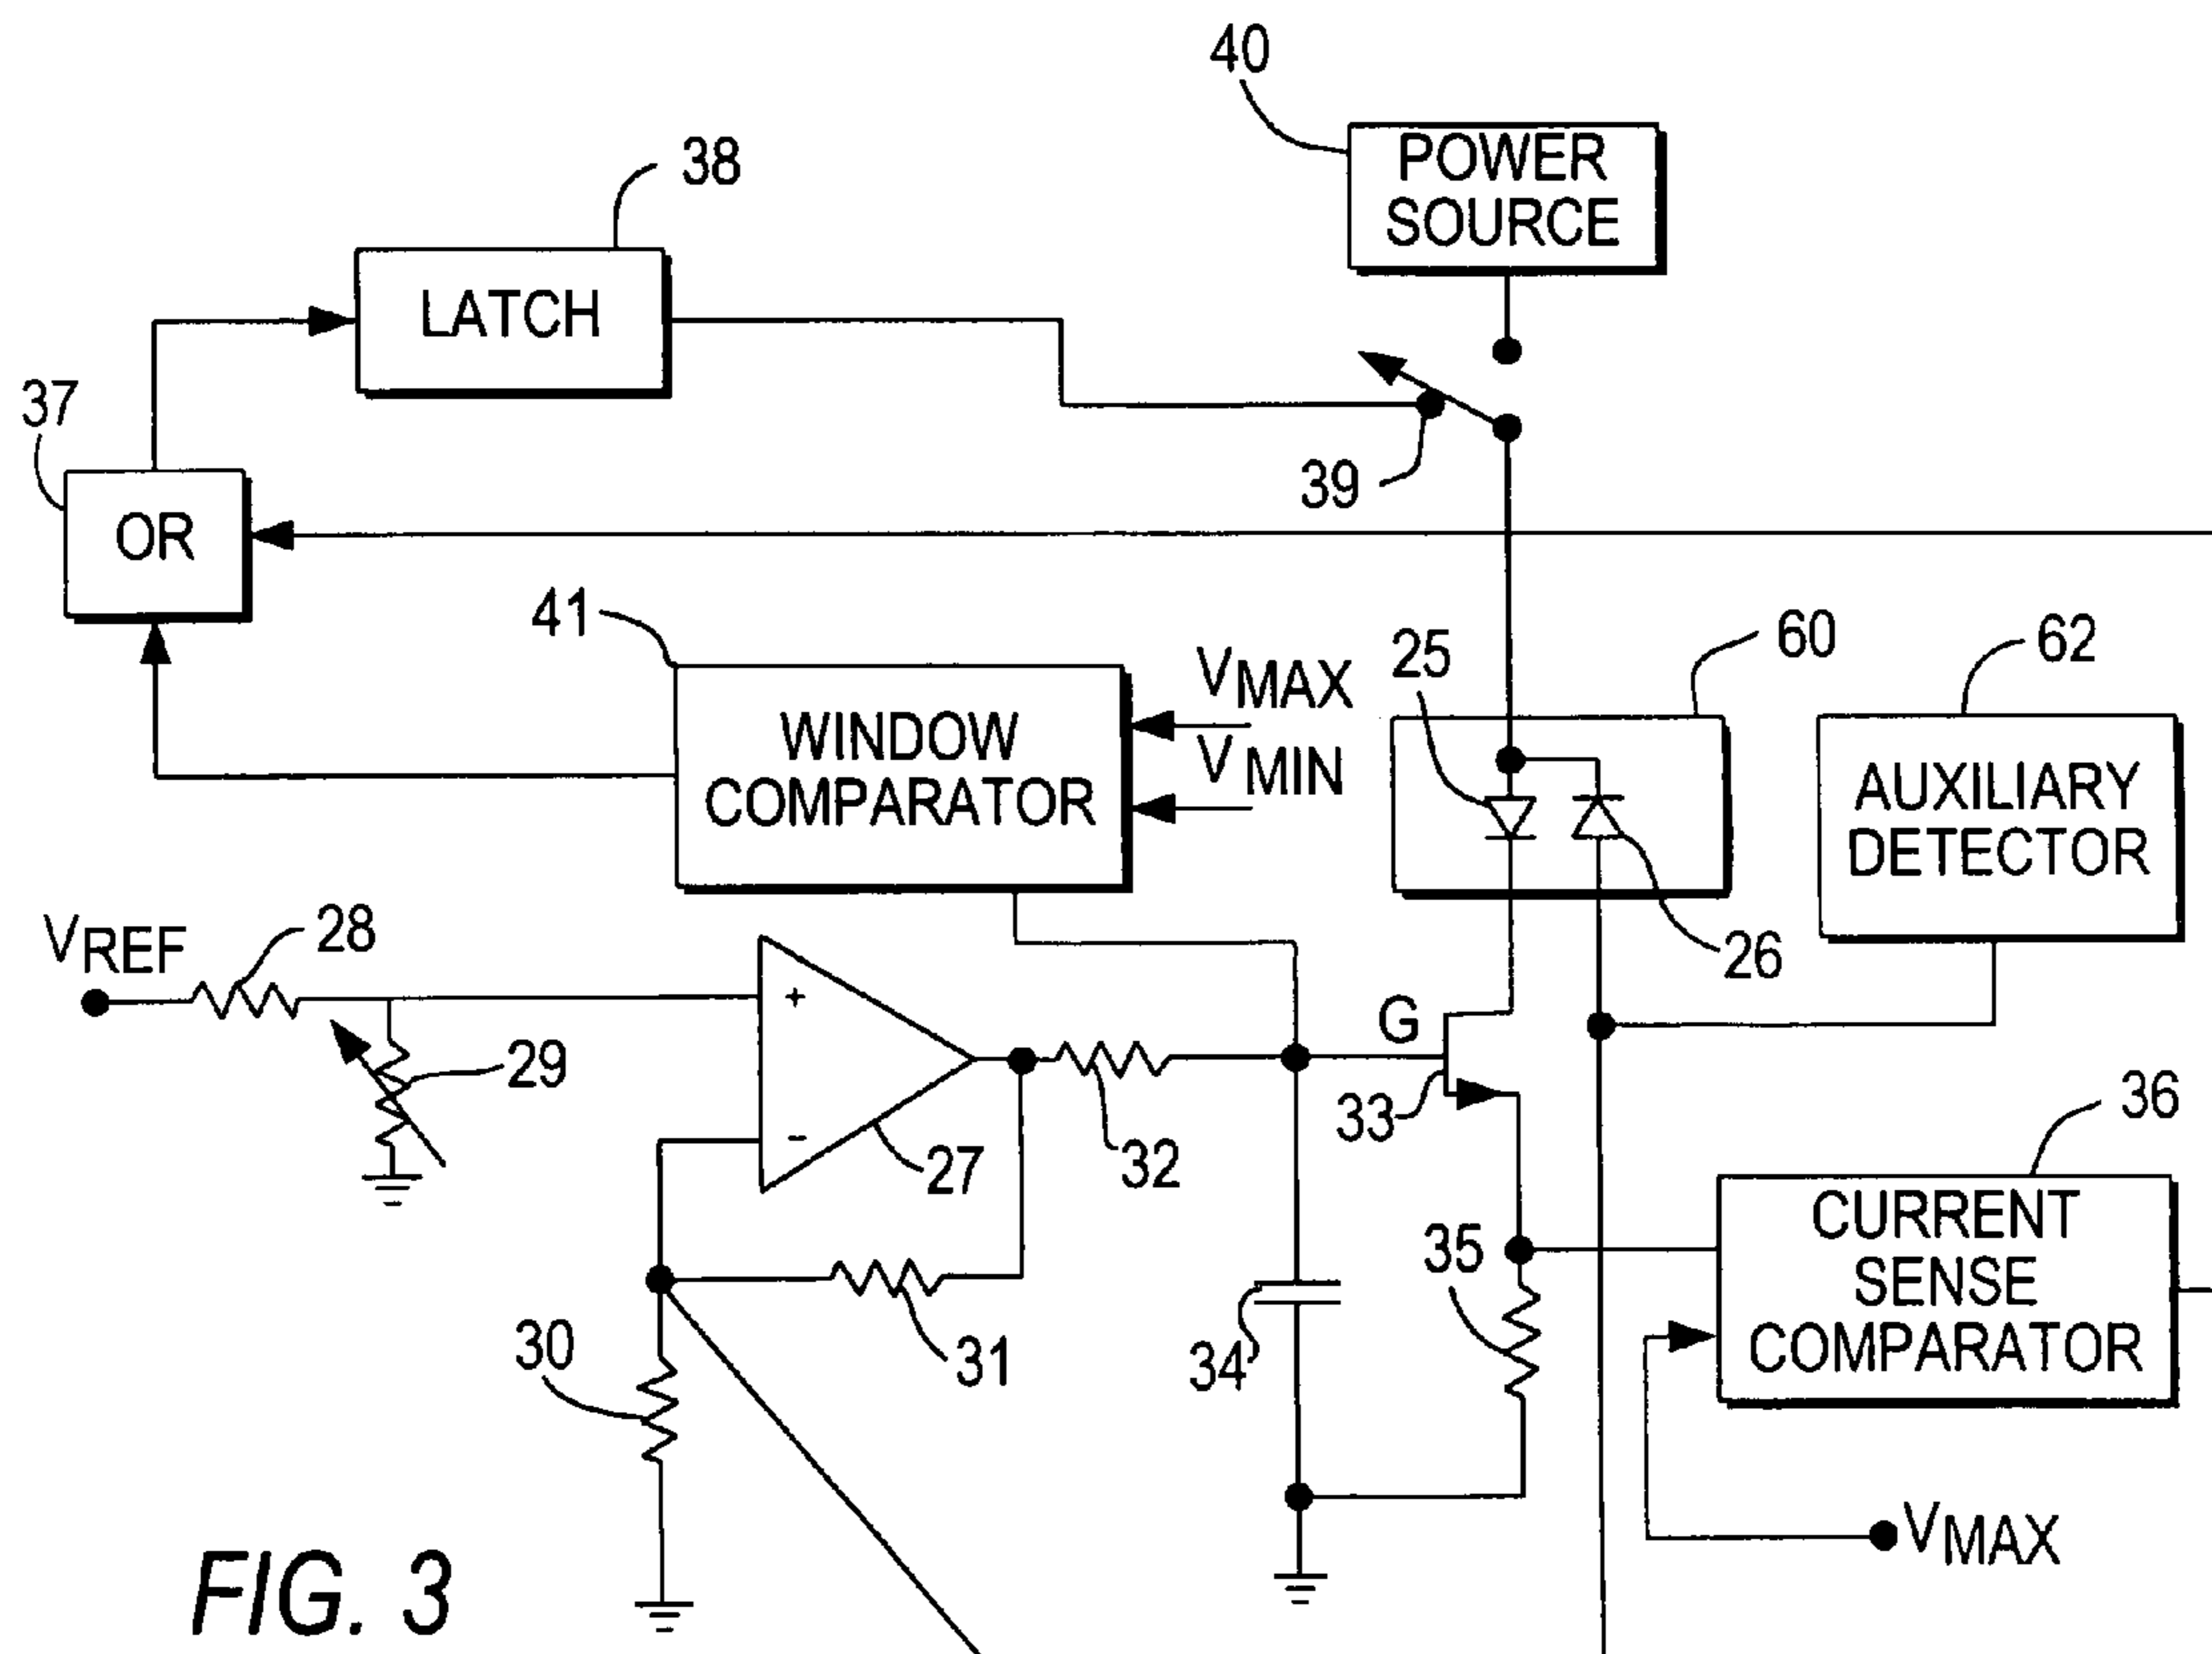 40
POWER
SOURCE
38
LATCH
37
OR
39
41
WINDOW
COMPARATOR
VMAX
VMIN
25
60
62
AUXILIARY
DETECTOR
26
VREF
28
29
+
-
27
32
G
33
36
CURRENT
SENSE
COMPARATOR
35
34
31
30
VMAX
FIG. 3